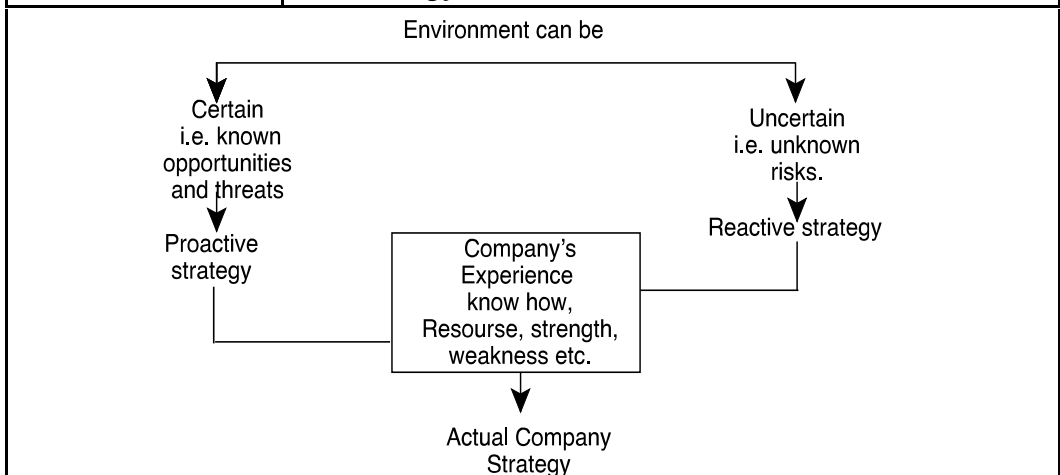 Environment can be
Certain
i.e. known
opportunities
and threats
Proactive
strategy
Uncertain
i.e. unknown
risks.
Reactive strategy
Company's
Experience
know how,
Resourse, strength,
weakness etc.
Actual Company
Strategy